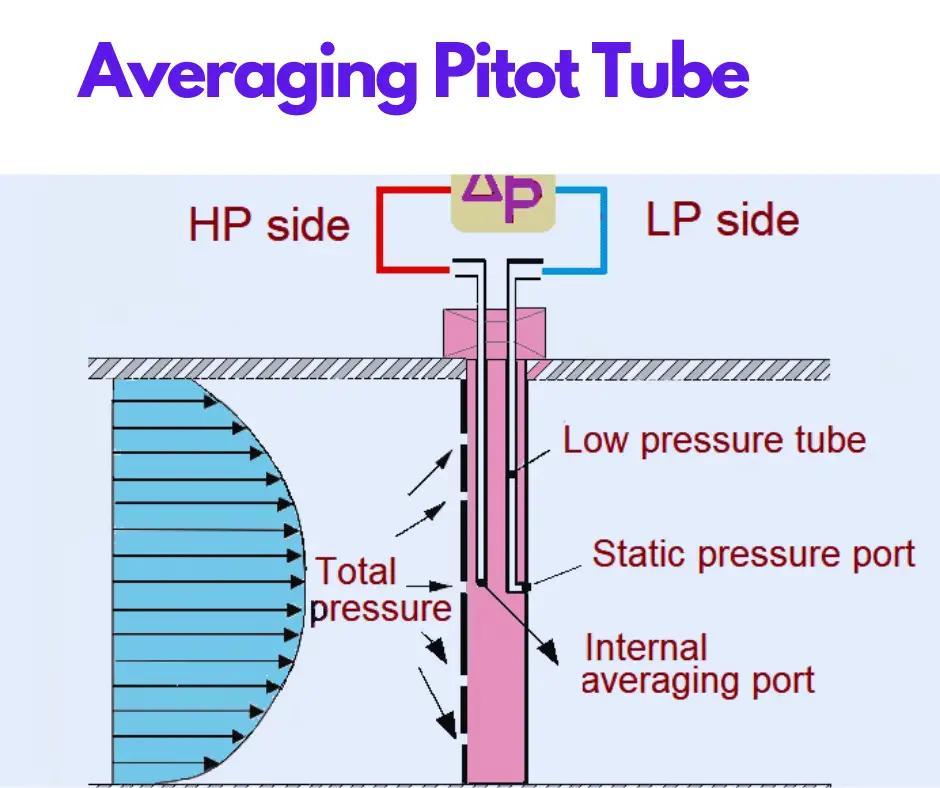 Averaging Pitot Tube
ΔP
HP side
LP side
Low pressure tube
Static pressure port
Total
pressure
Internal
averaging port